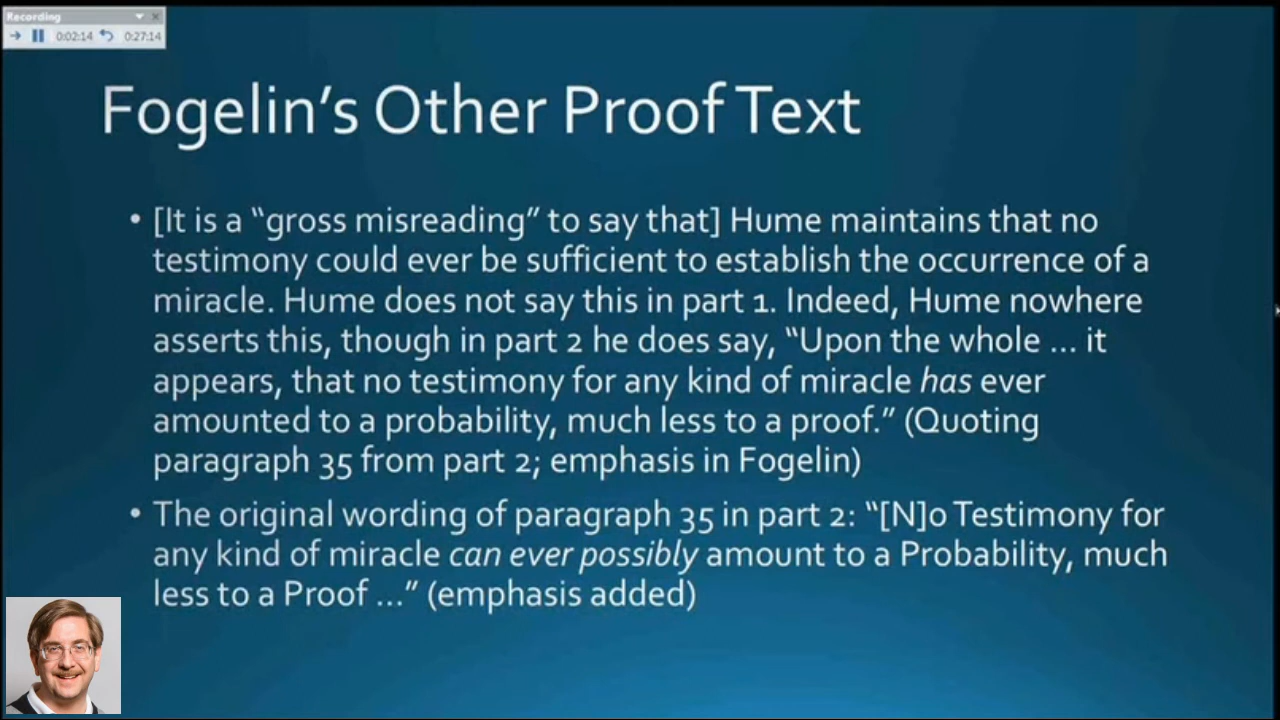 Recording
0:02:14 0:27:14
Fogelin's Other Proof Text
• [It is a “gross misreading” to say that] Hume maintains that no
testimony could ever be sufficient to establish the occurrence of a
miracle. Hume does not say this in part 1. Indeed, Hume nowhere
asserts this, though in part 2 he does say, “Upon the whole ... it
appears, that no testimony for any kind of miracle has ever
amounted to a probability, much less to a proof.” (Quoting
paragraph 35 from part 2; emphasis in Fogelin)
• The original wording of paragraph 35 in part 2: “[N]o Testimony for
any kind of miracle can ever possibly amount to a Probability, much
less to a Proof ...” (emphasis added)